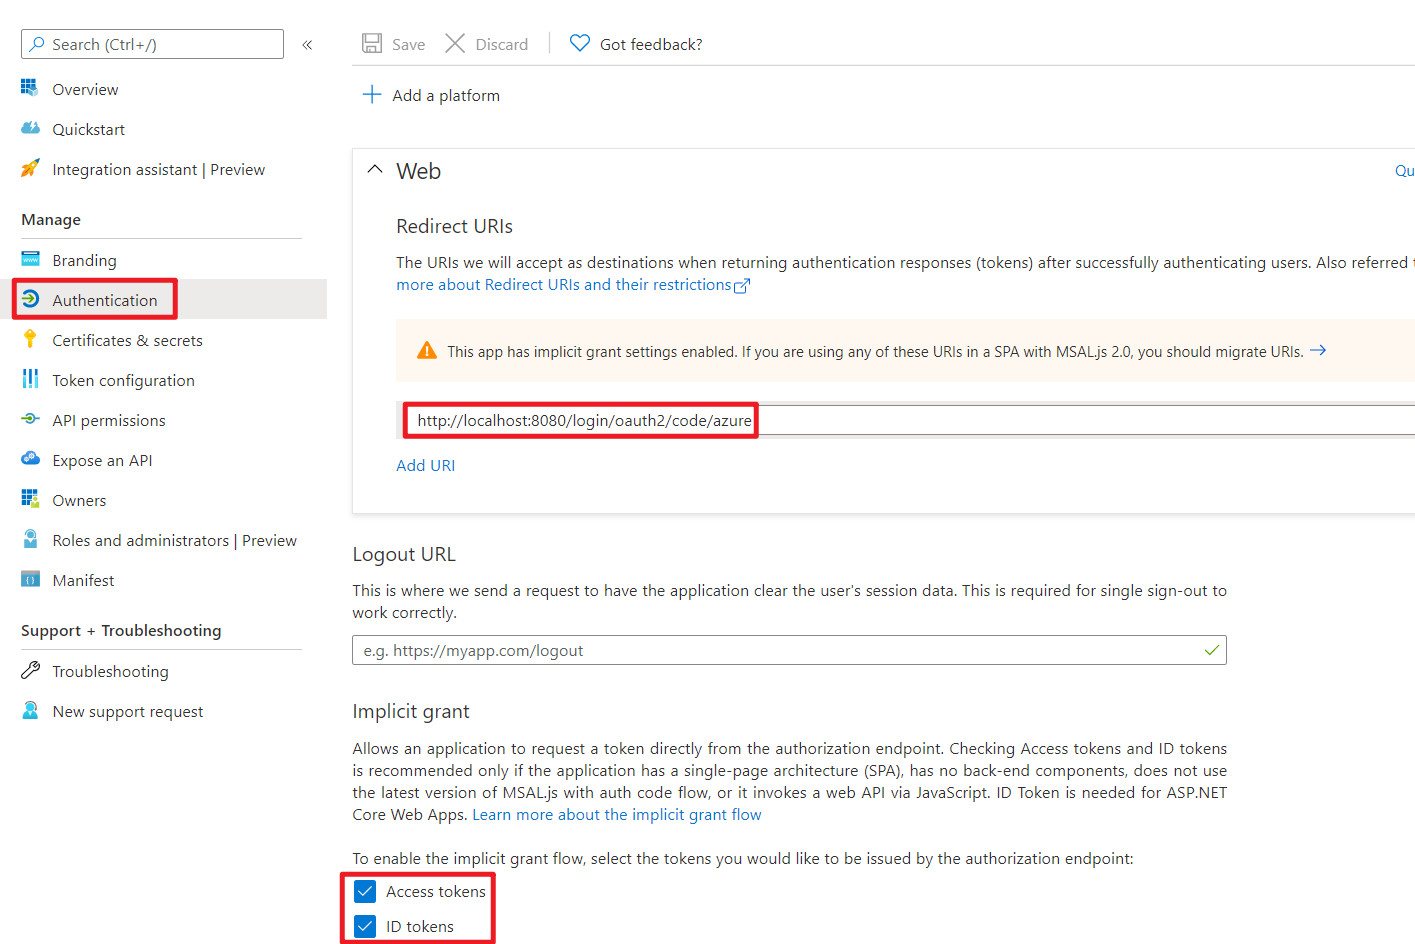 Search (Ctrl+/)
«
Overview
Quickstart
Integration assistant | Preview
Manage
Branding
Authentication
Certificates & secrets
Token configuration
API permissions
Expose an API
Owners
Roles and administrators | Preview
Manifest
Support + Troubleshooting
Troubleshooting
New support request
Save
Discard
Got feedback?
Add a platform
Web
Qu
Redirect URIs
The URIs we will accept as destinations when returning authentication responses (tokens) after successfully authenticating users. Also referred t
more about Redirect URIs and their restrictions
This app has implicit grant settings enabled. If you are using any of these URIs in a SPA with MSAL.js 2.0, you should migrate URIs.
http://localhost:8080/login/oauth2/code/azure
Add URI
Logout URL
This is where we send a request to have the application clear the user's session data. This is required for single sign-out to
work correctly.
e.g. https://myapp.com/logout
Implicit grant
Allows an application to request a token directly from the authorization endpoint. Checking Access tokens and ID tokens
is recommended only if the application has a single-page architecture (SPA), has no back-end components, does not use
the latest version of MSAL.js with auth code flow, or it invokes a web API via JavaScript. ID Token is needed for ASP.NET
Core Web Apps. Learn more about the implicit grant flow
To enable the implicit grant flow, select the tokens you would like to be issued by the authorization endpoint:
Access tokens
ID tokens